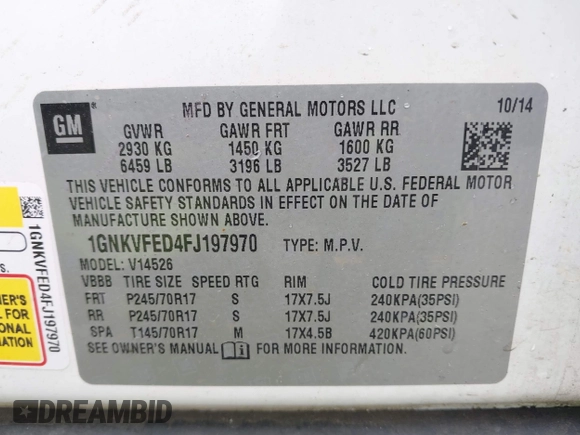 GM
MFD BY GENERAL MOTORS LLC 10/14
GVWR GAWR FRT GAWR RR
2930 KG 1450 KG 1600 KG
6459 LB 3196 LB 3527 LB
THIS VEHICLE CONFORMS TO ALL APPLICABLE U.S. FEDERAL MOTOR
VEHICLE SAFETY STANDARDS IN EFFECT ON THE DATE OF
MANUFACTURE SHOWN ABOVE.
1GNKVFED4FJ197970 TYPE: M.P.V.
MODEL: V14526
VBBB TIRE SIZE SPEED RTG RIM COLD TIRE PRESSURE
FRT P245/70R17 S 17X7.5J 240KPA(35PSI)
RR P245/70R17 S 17X7.5J 240KPA(35PSI)
SPA T145/70R17 M 17X4.5B 420KPA(60PSI)
SEE OWNER'S MANUAL FOR MORE INFORMATION.
1GNKVFED4FJ197970
s.
NER'S
L FOR
ONAL
MATION
DREAMBID